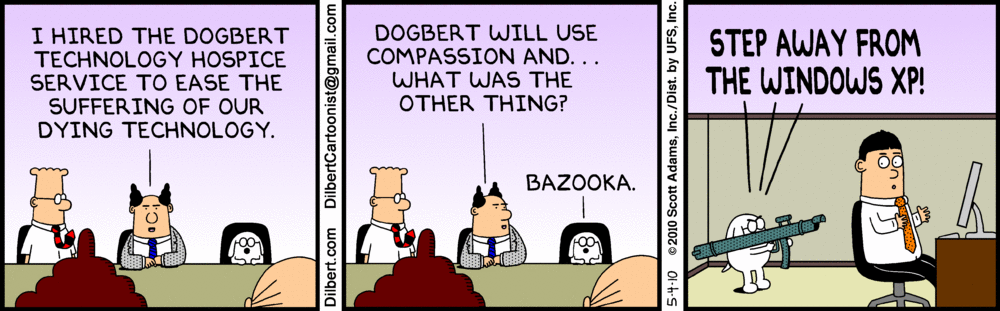 I HIRED THE DOGBERT
TECHNOLOGY HOSPICE
SERVICE TO EASE THE
SUFFERING OF OUR
DYING TECHNOLOGY.
Dilbert.com DilbertCartoonist@gmail.com
DOGBERT WILL USE
COMPASSION AND. . .
WHAT WAS THE
OTHER THING?
BAZOOKA.
5-4-10 ©2010 Scott Adams, Inc./Dist. by UFS, Inc.
STEP AWAY FROM
THE WINDOWS XP!